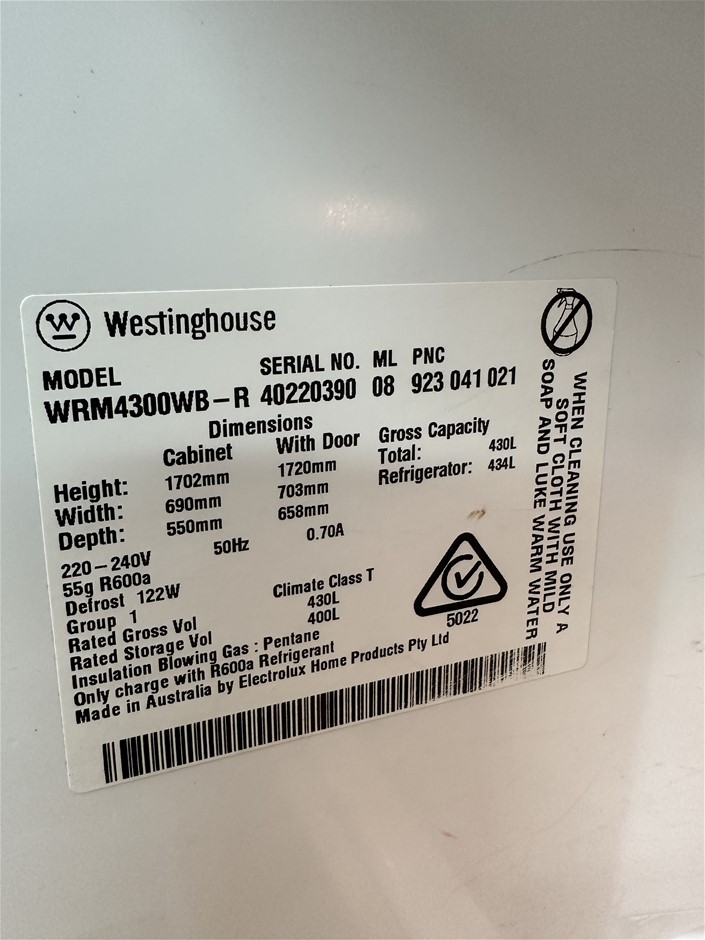 W
Westinghouse
MODEL SERIAL NO. ML PNC
WRM4300WB-R 40220390 08 923 041 021
Dimensions
Cabinet With Door Gross Capacity
Height: 1702mm 1720mm Total: 430L
Width: 690mm 703mm Refrigerator: 434L
Depth: 550mm 658mm
220-240V 50Hz 0.70A
55g R600a
Defrost 122W
Group 1 Climate Class T
Rated Gross Vol 430L
Rated Storage Vol 400L
Insulation Blowing Gas : Pentane
Only charge with R600a Refrigerant
Made in Australia by Electrolux Home Products Pty Ltd
5022
WHEN CLEANING USE ONLY A
SOFT CLOTH WITH MILD
SOAP AND LUKE WARM WATER